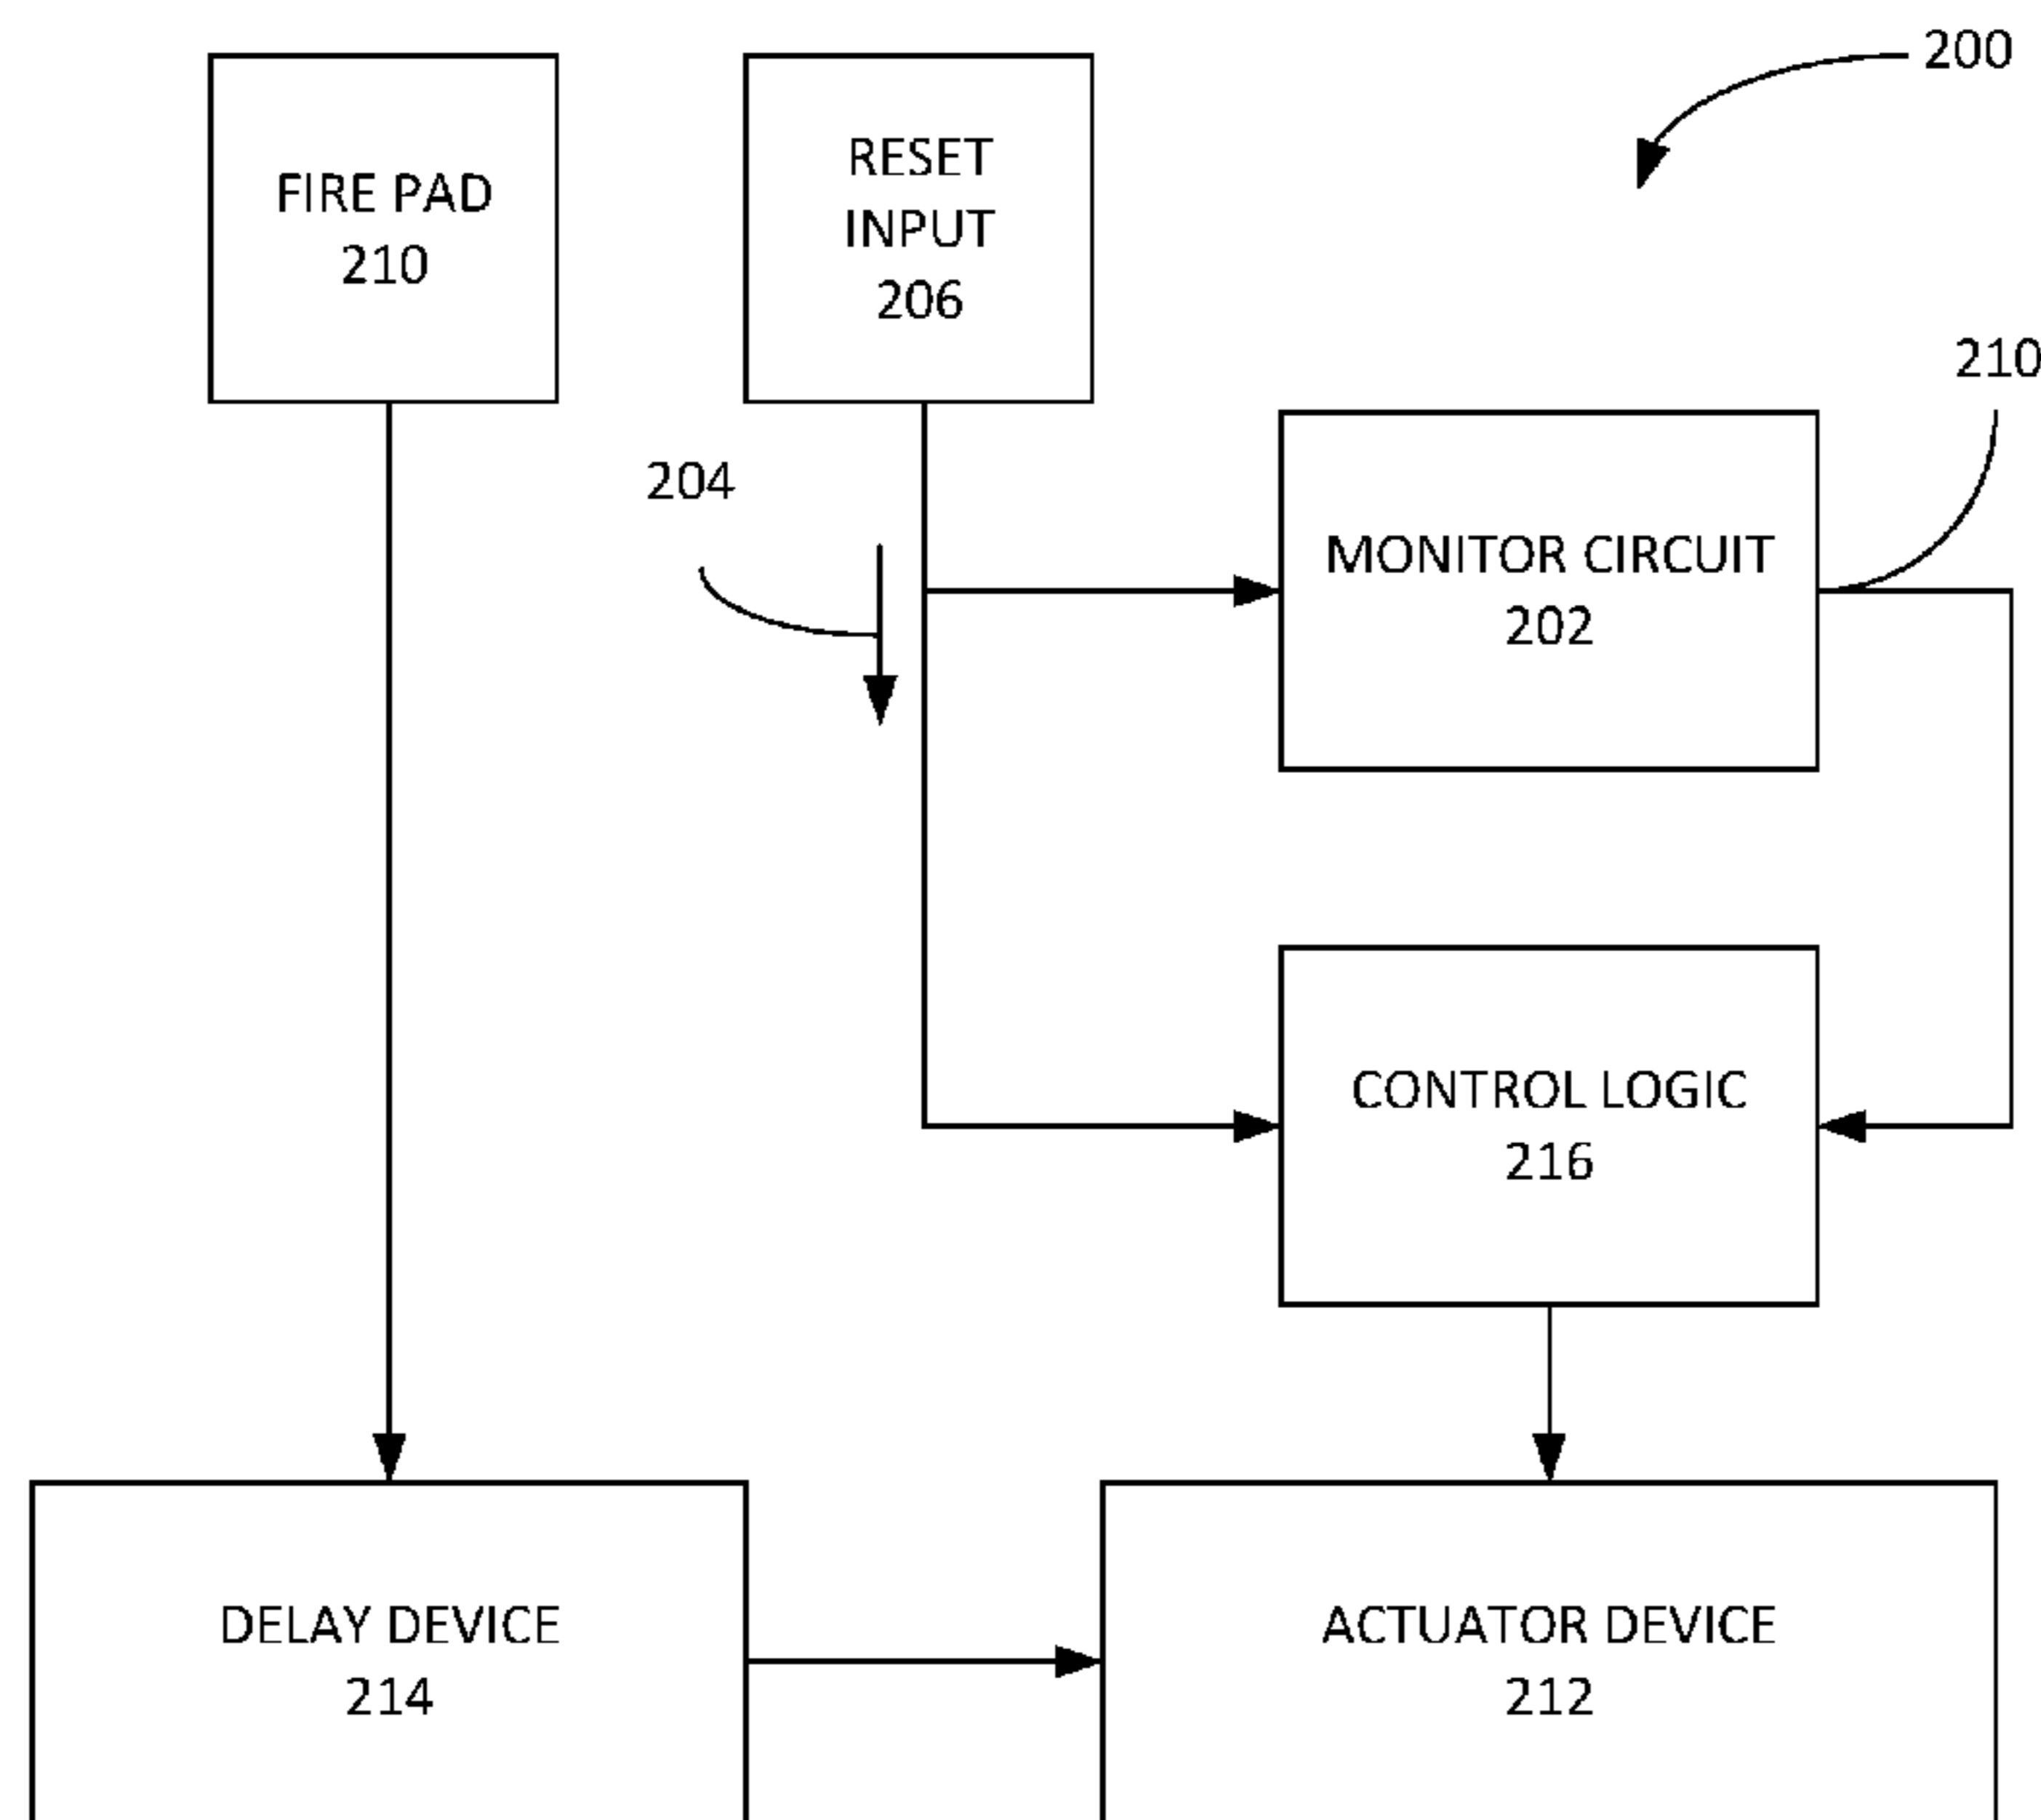 200
FIRE PAD
210
RESET
INPUT
206
210
204
MONITOR CIRCUIT
202
CONTROL LOGIC
216
DELAY DEVICE
214
ACTUATOR DEVICE
212